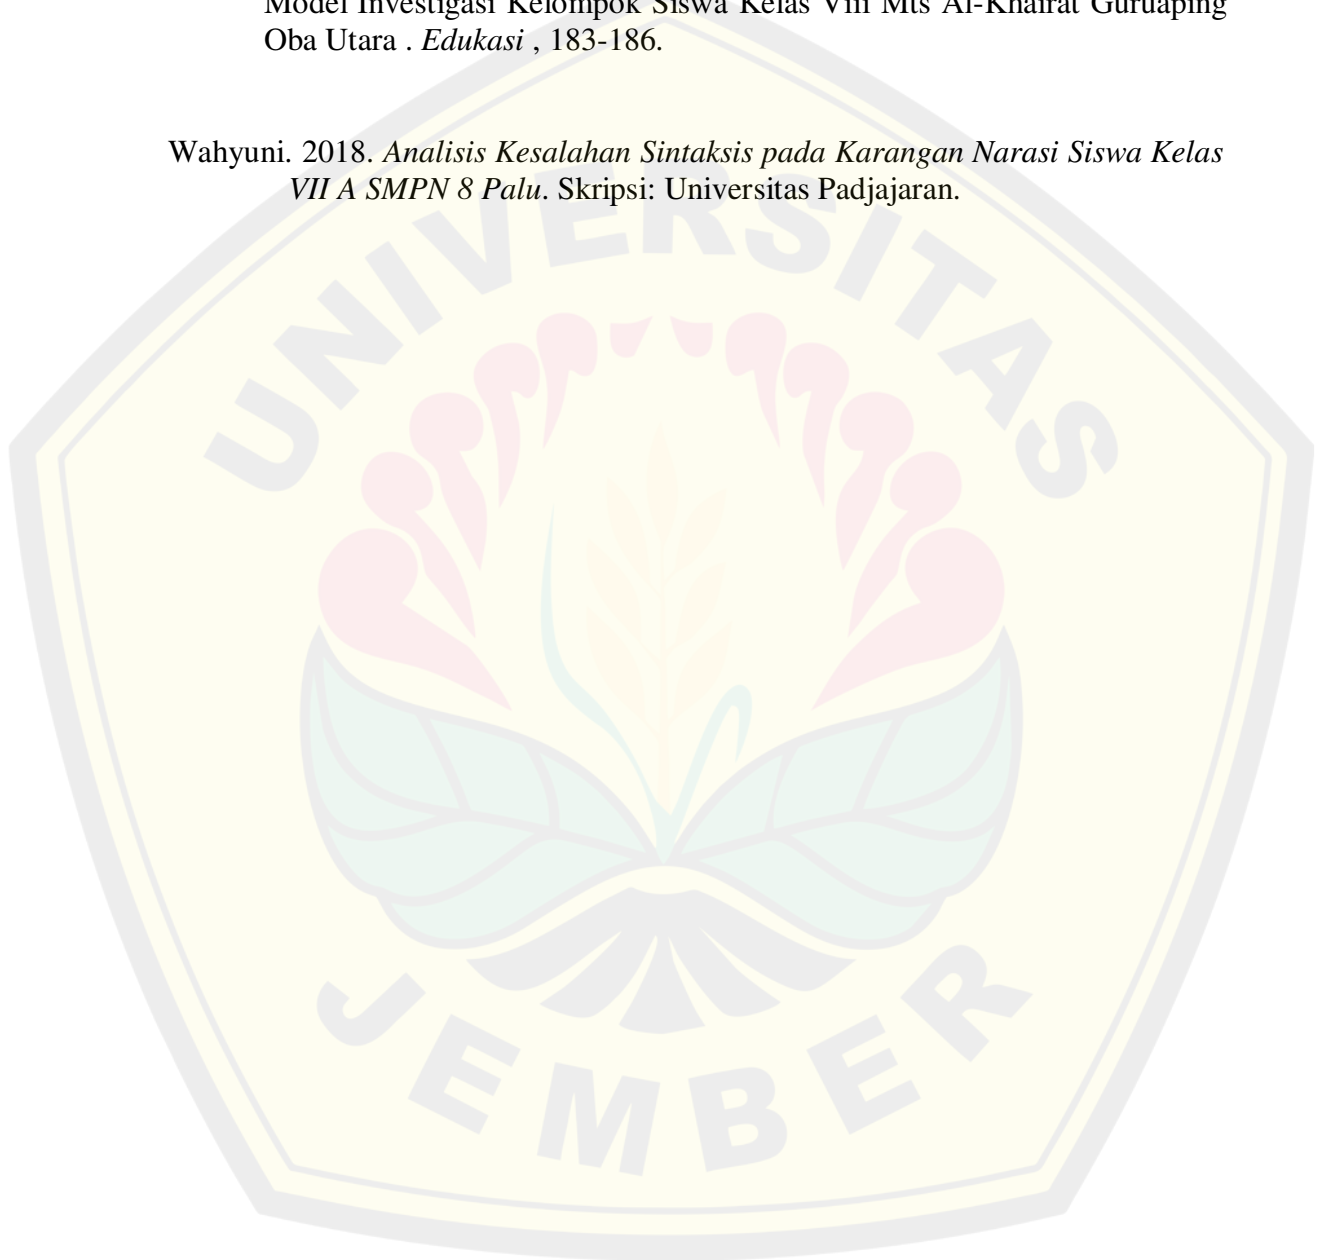 Model Investigasi Kelompok Siswa Kelas Viii Mts Al-Khairat Guruaping
Oba Utara . Edukasi , 183-186.
Wahyuni. 2018. Analisis Kesalahan Sintaksis pada Karangan Narasi Siswa Kelas
VII A SMPN 8 Palu. Skripsi: Universitas Padjajaran.
UNIVERSITAS
JEMBER